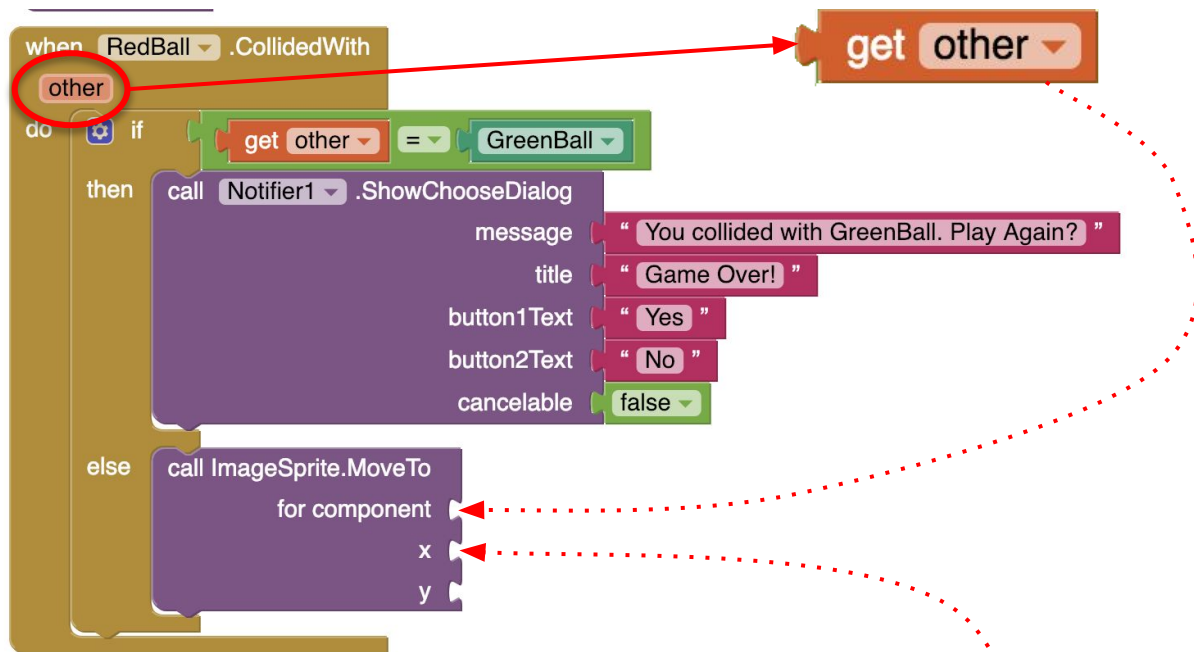 when RedBall .CollidedWith
other
get other
do if get other = GreenBall
then call Notifier1 .ShowChooseDialog
message “ You collided with GreenBall. Play Again? ”
title “ Game Over! ”
button1Text “ Yes ”
button2Text “ No ”
cancelable false
else call ImageSprite.MoveTo
for component
x
y